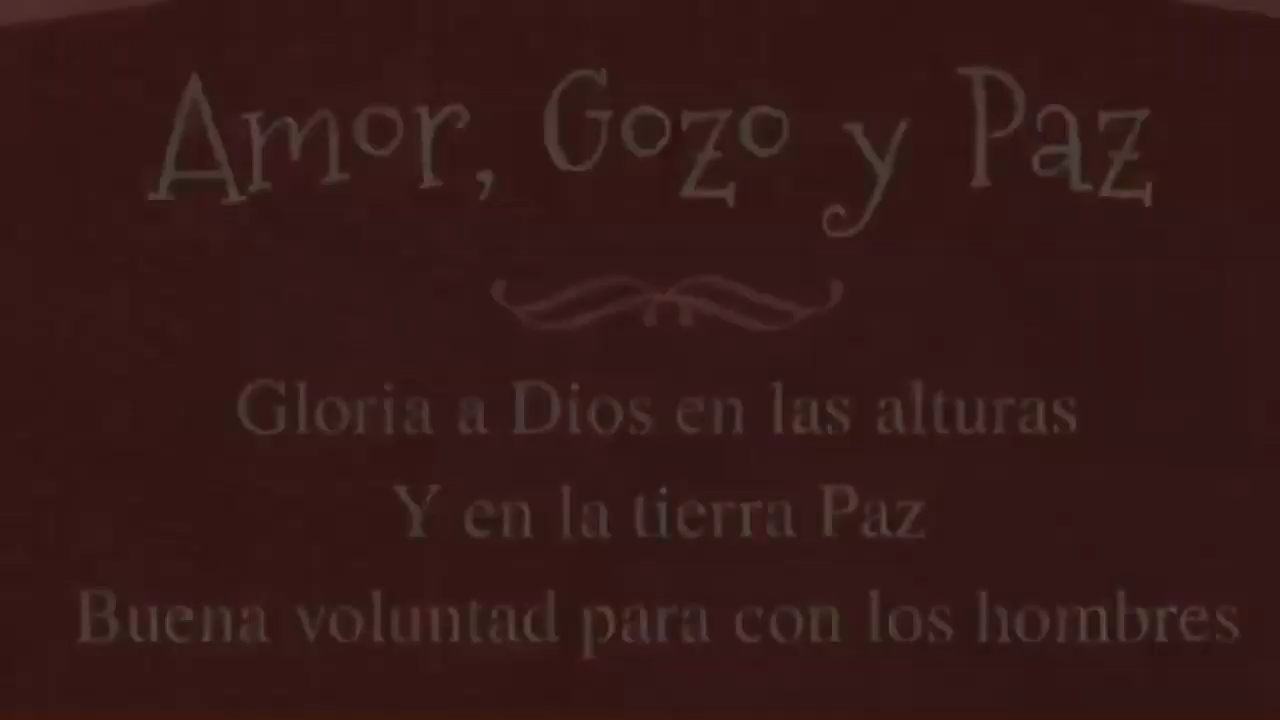 Amor, Gozo y Paz
Gloria a Dios en las alturas
Y en la tierra Paz
Buena voluntad para con los hombres